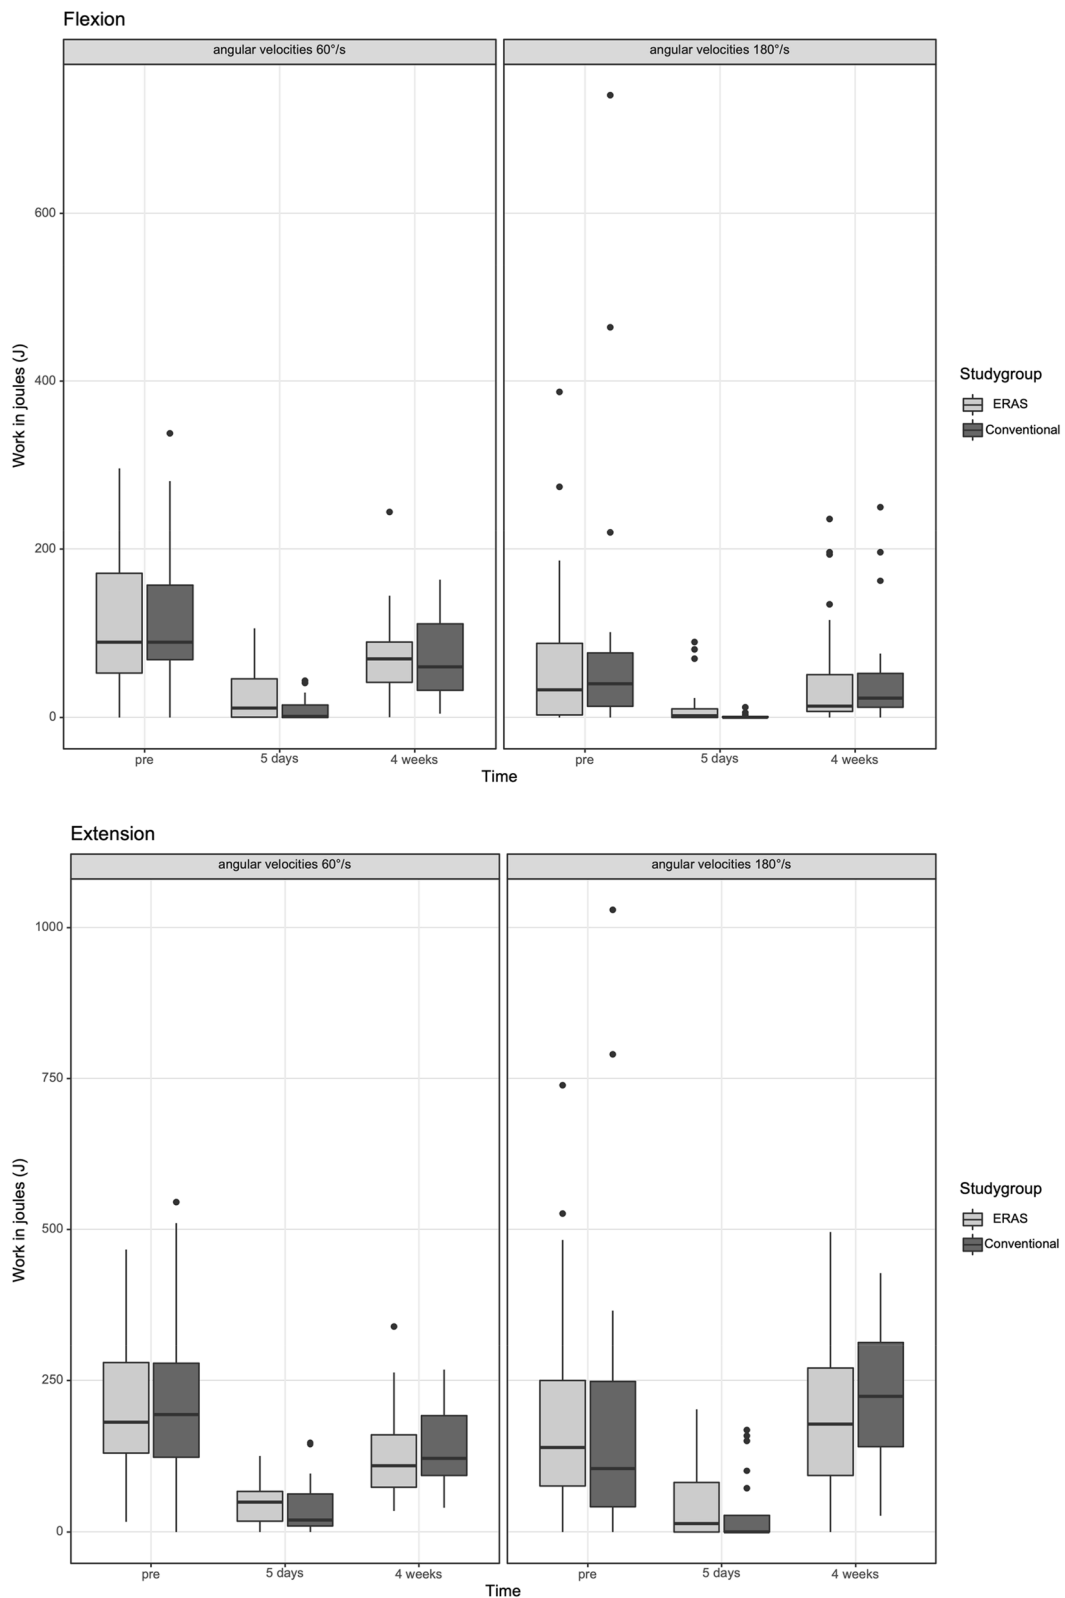 Flexion
angular velocities 60°/s
angular velocities 180°/s
Work in joules (J)
600
400
200
0
pre
5 days
4 weeks
pre
5 days
4 weeks
Time
Studygroup
ERAS
Conventional
Extension
angular velocities 60°/s
angular velocities 180°/s
Work in joules (J)
1000
750
500
250
0
pre
5 days
4 weeks
pre
5 days
4 weeks
Time
Studygroup
ERAS
Conventional